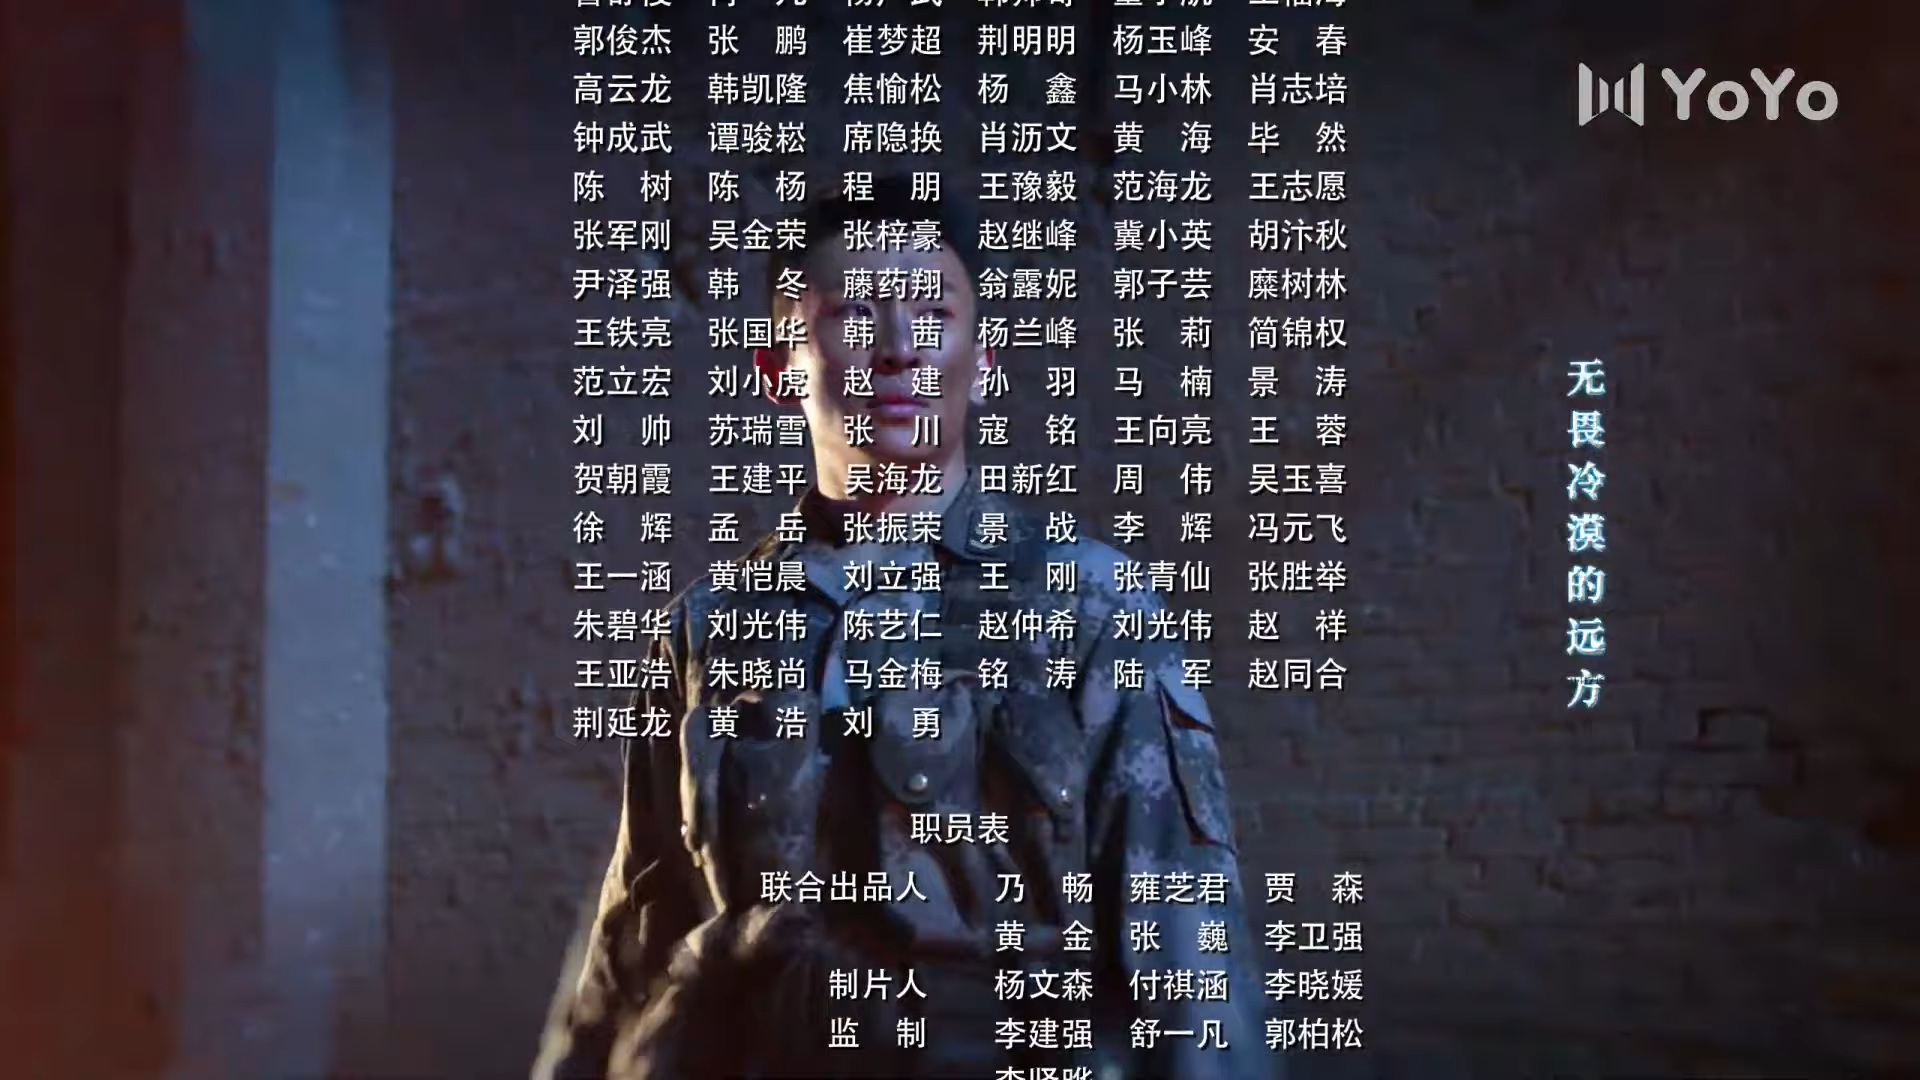 郭俊杰 张　鹏 崔梦超 荆明明 杨玉峰 安　春
高云龙 韩凯隆 焦愉松 杨　鑫 马小林 肖志培
钟成武 谭骏崧 席隐换 肖沥文 黄　海 毕　然
陈　树 陈　杨 程　朋 王豫毅 范海龙 王志愿
张军刚 吴金荣 张梓豪 赵继峰 冀小英 胡汴秋
尹泽强 韩　冬 藤药翔 翁露妮 郭子芸 糜树林
王铁亮 张国华 韩　茜 杨兰峰 张　莉 简锦权
范立宏 刘小虎 赵　建 孙　羽 马　楠 景　涛
刘　帅 苏瑞雪 张　川 寇　铭 王向亮 王　蓉
贺朝霞 王建平 吴海龙 田新红 周　伟 吴玉喜
徐　辉 孟　岳 张振荣 景　战 李　辉 冯元飞
王一涵 黄恺晨 刘立强 王　刚 张青仙 张胜举
朱碧华 刘光伟 陈艺仁 赵仲希 刘光伟 赵　祥
王亚浩 朱晓尚 马金梅 铭　涛 陆　军 赵同合
荆延龙 黄　浩 刘　勇
职员表
联合出品人 乃　畅 雍芝君 贾　森
黄　金 张　巍 李卫强
制片人 杨文森 付祺涵 李晓媛
监　制 李建强 舒一凡 郭柏松
YoYo
无畏冷漠的远方